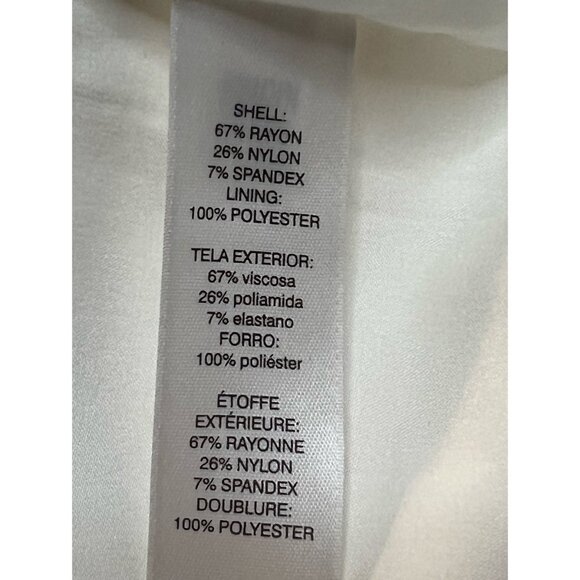 SHELL:
67% RAYON
26% NYLON
7% SPANDEX
LINING:
100% POLYESTER
TELA EXTERIOR:
67% viscosa
26% poliamida
7% elastano
FORRO:
100% poliéster
ÉTOFFE
EXTÉRIEURE:
67% RAYONNE
26% NYLON
7% SPANDEX
DOUBLURE:
100% POLYESTER